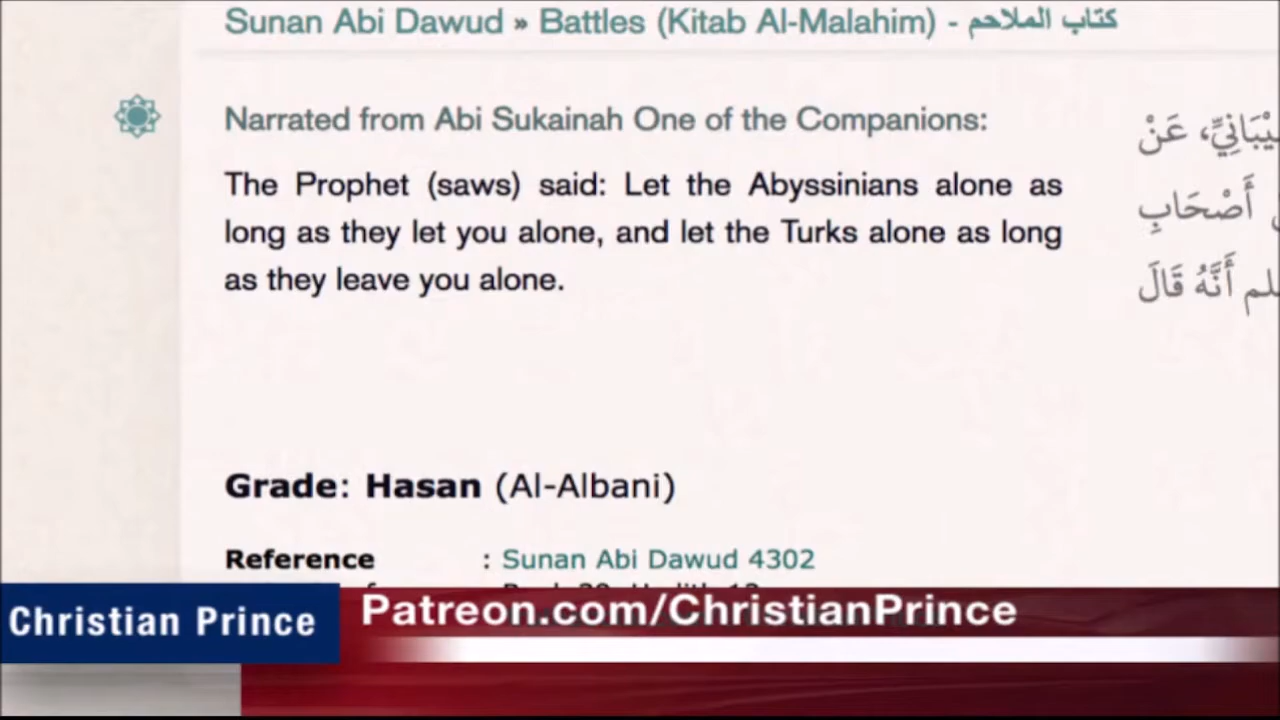 Sunan Abi Dawud » Battles (Kitab Al-Malahim) - كتاب الملاحم
Narrated from Abi Sukainah One of the Companions:
The Prophet (saws) said: Let the Abyssinians alone as
long as they let you alone, and let the Turks alone as long
as they leave you alone.
عَنْ
أَصْحَابِ
أَنَّهُ قَالَ
Grade: Hasan (Al-Albani)
Reference : Sunan Abi Dawud 4302
Christian Prince
Patreon.com/ChristianPrince